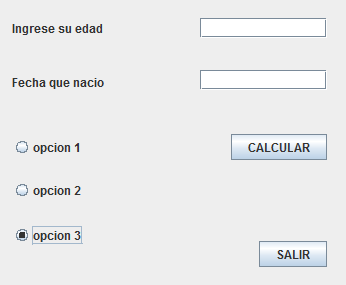 Ingrese su edad
Fecha que nacio
opcion 1
CALCULAR
opcion 2
opcion 3
SALIR